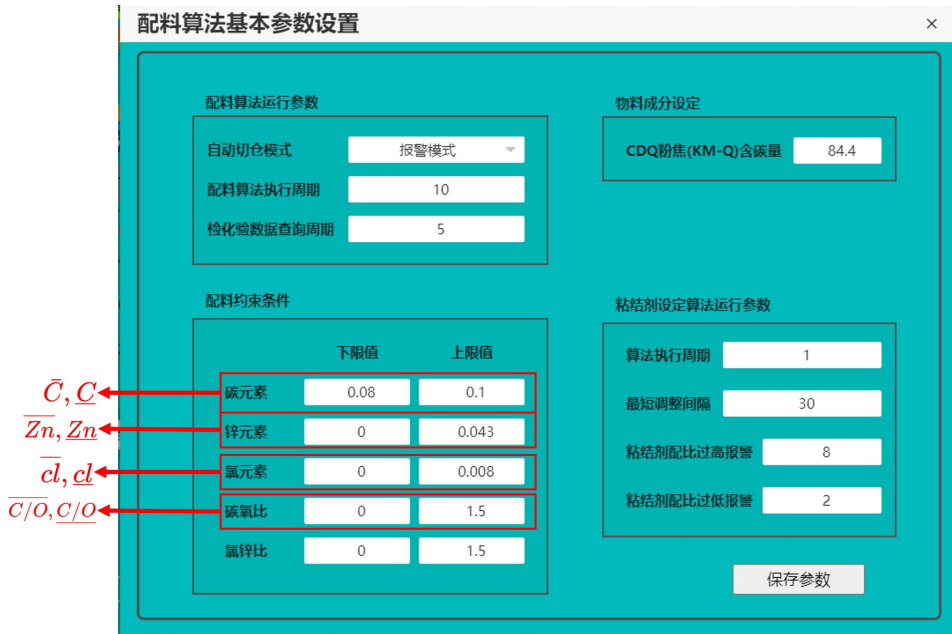 配料算法基本参数设置 ×
配料算法运行参数
自动切仓模式 报警模式
配料算法执行周期 10
检化验数据查询周期 5
物料成分设定
CDQ粉焦(KM-Q)含碳量 84.4
配料约束条件
下限值 上限值
C̄, C̲ 碳元素 0.08 0.1
Z̅n̅, Z̲n̲ 锌元素 0 0.043
c̅l̅, c̲l̲ 氯元素 0 0.008
C̅/̅O̅, C̲/̲O̲ 碳氧比 0 1.5
氯锌比 0 1.5
粘结剂设定算法运行参数
算法执行周期 1
最短调整间隔 30
粘结剂配比过高报警 8
粘结剂配比过低报警 2
保存参数